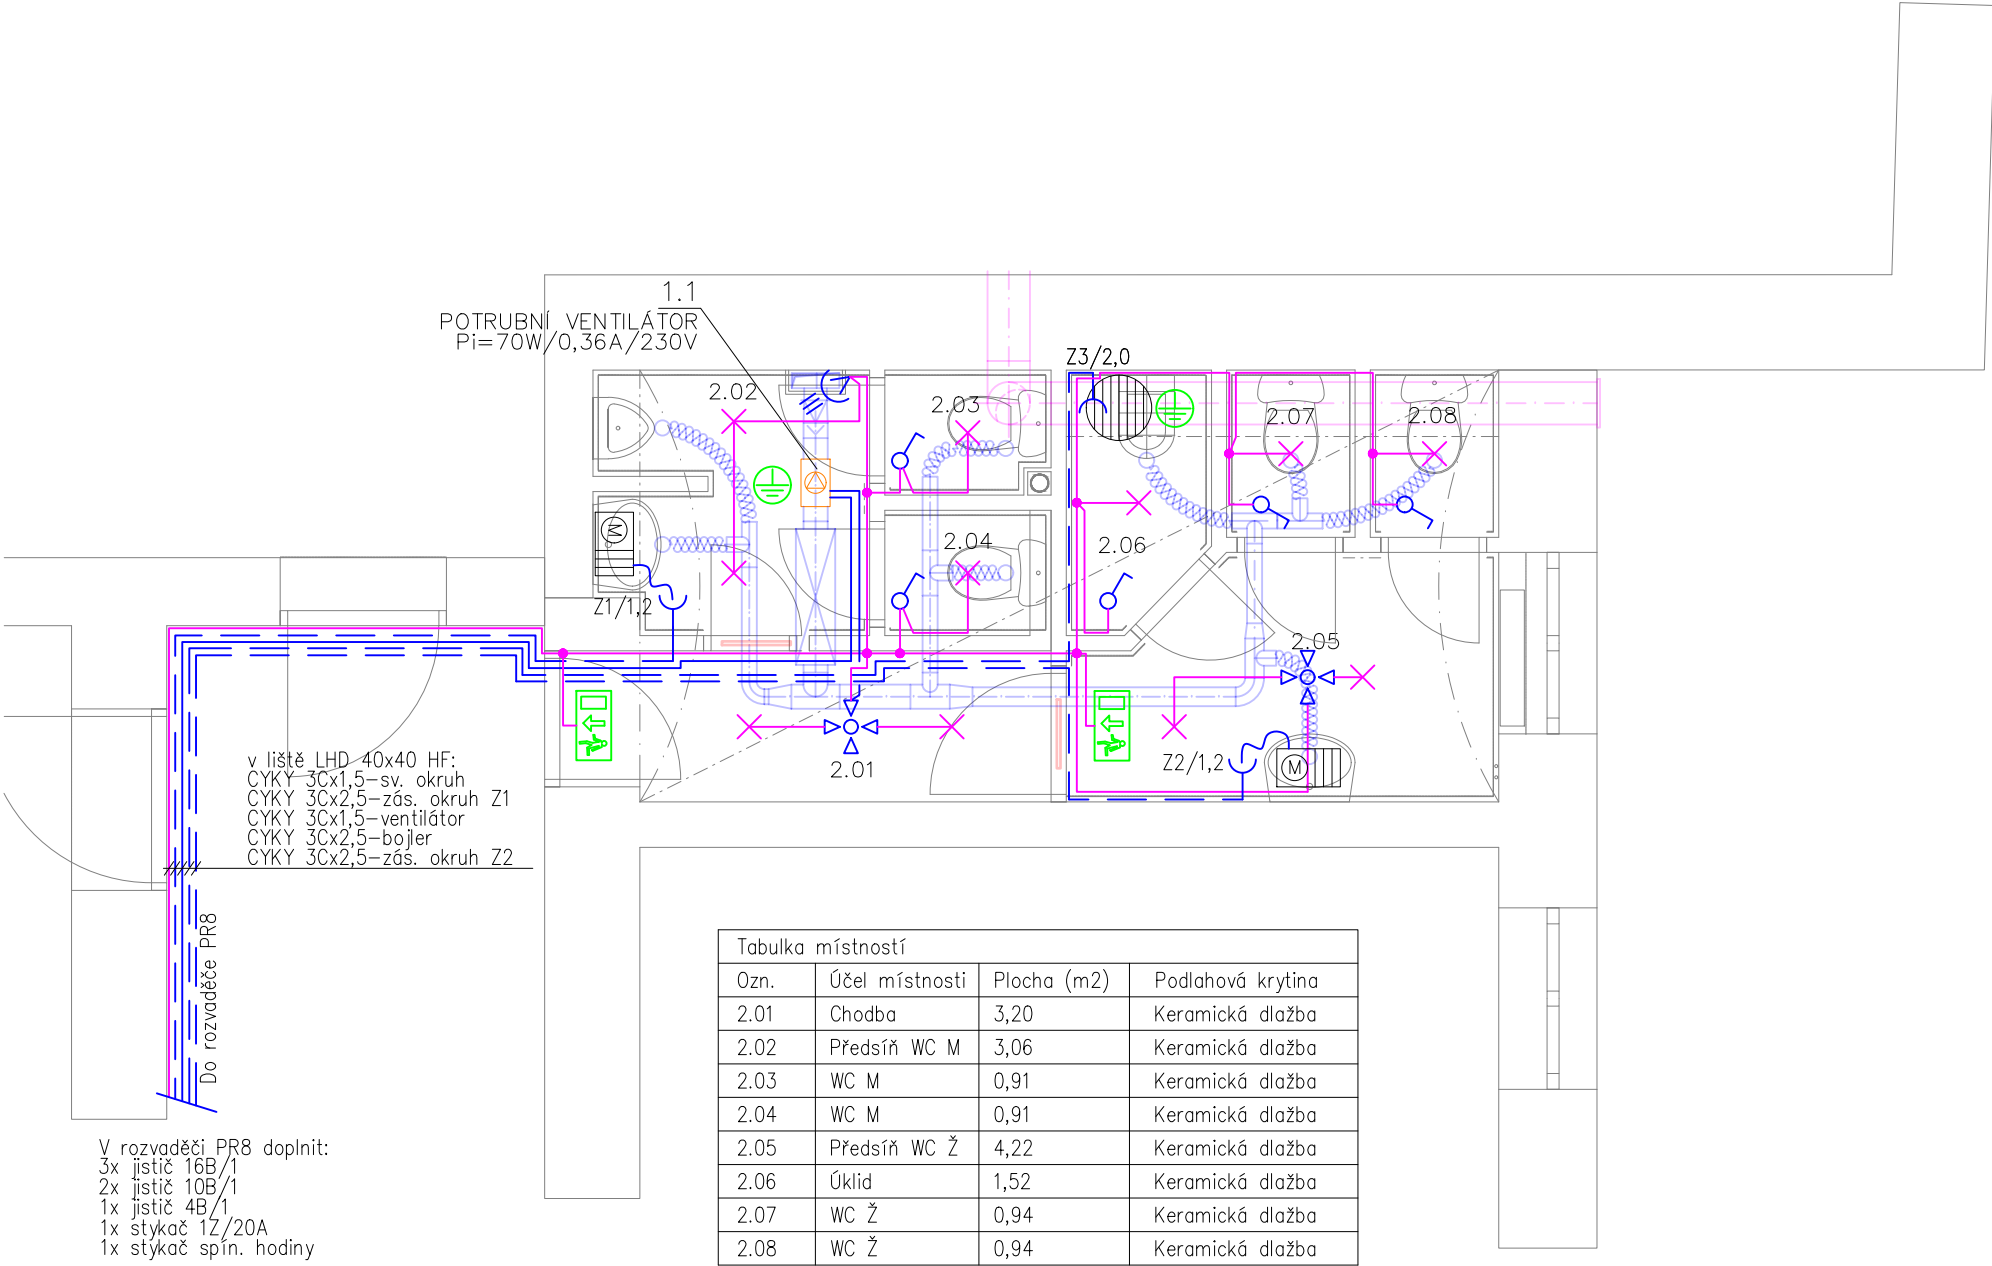 1.1
POTRUBNÍ VENTILÁTOR
Pi=70W/0,36A/230V
Z3/2,0
2.02
2.03
2.07
2.08
2.04
2.06
M
Z1/1,2
2.05
Z2/1,2
M
2.01
v liště LHD 40x40 HF:
CYKY 3Cx1,5-sv. okruh
CYKY 3Cx2,5-zás. okruh Z1
CYKY 3Cx1,5-ventilátor
CYKY 3Cx2,5-bojler
CYKY 3Cx2,5-zás. okruh Z2
Do rozvaděče PR8
V rozvaděči PR8 doplnit:
3x jistič 16B/1
2x jistič 10B/1
1x jistič 4B/1
1x stykač 1Z/20A
1x stykač spín. hodiny
Tabulka místností
Ozn. Účel místnosti Plocha (m2) Podlahová krytina
2.01 Chodba 3,20 Keramická dlažba
2.02 Předsíň WC M 3,06 Keramická dlažba
2.03 WC M 0,91 Keramická dlažba
2.04 WC M 0,91 Keramická dlažba
2.05 Předsíň WC Ž 4,22 Keramická dlažba
2.06 Úklid 1,52 Keramická dlažba
2.07 WC Ž 0,94 Keramická dlažba
2.08 WC Ž 0,94 Keramická dlažba